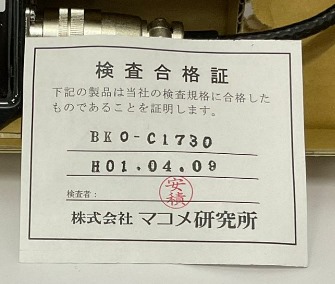 検査合格証
下記の製品は当社の検査規格に合格した
ものであることを証明します。
BKO-C1730
H01.04.09
検査者：
安積
株式会社 マコメ研究所